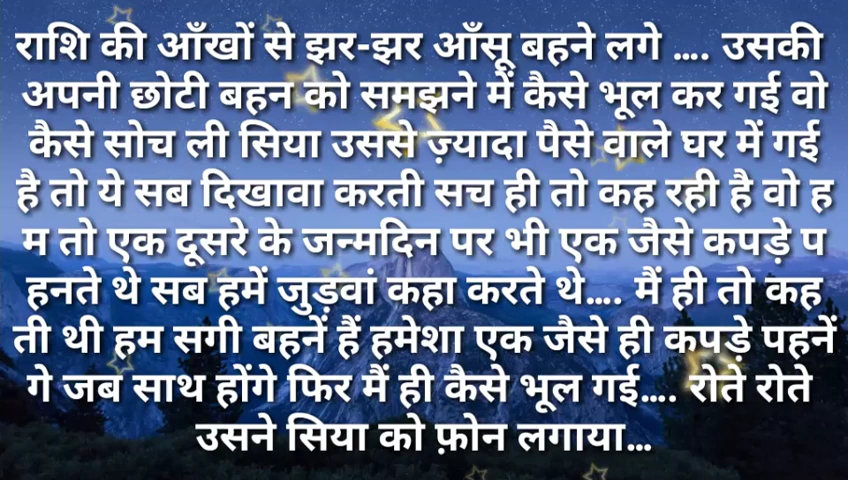 राशि की आँखों से झर-झर आँसू बहने लगे .... उसकी
अपनी छोटी बहन को समझने में कैसे भूल कर गई वो
कैसे सोच ली सिया उससे ज़्यादा पैसे वाले घर में गई
है तो ये सब दिखावा करती सच ही तो कह रही है वो ह
म तो एक दूसरे के जन्मदिन पर भी एक जैसे कपड़े प
हनते थे सब हमें जुड़वां कहा करते थे.... मैं ही तो कह
ती थी हम सगी बहनें हैं हमेशा एक जैसे ही कपड़े पहनें
गे जब साथ होंगे फिर मैं ही कैसे भूल गई.... रोते रोते
उसने सिया को फ़ोन लगाया...